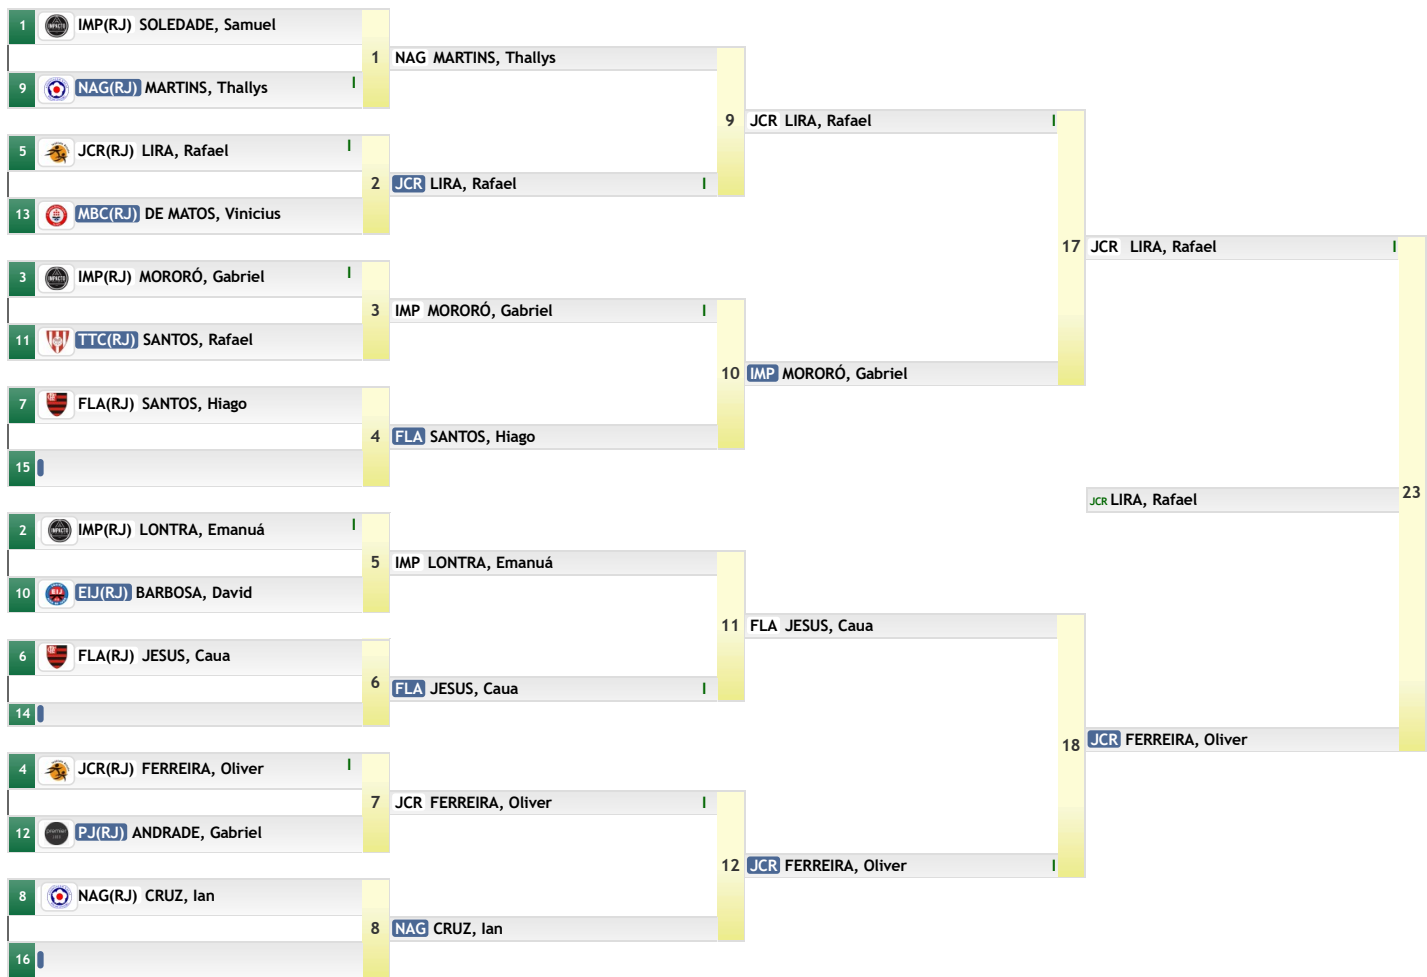 1 IMP(RJ) SOLEDADE, Samuel
1 NAG MARTINS, Thallys
9 NAG(RJ) MARTINS, Thallys I
9 JCR LIRA, Rafael I
5 JCR(RJ) LIRA, Rafael I
2 JCR LIRA, Rafael I
13 MBC(RJ) DE MATOS, Vinicius
17 JCR LIRA, Rafael I
3 IMP(RJ) MORORÓ, Gabriel I
3 IMP MORORÓ, Gabriel I
11 TTC(RJ) SANTOS, Rafael
10 IMP MORORÓ, Gabriel
7 FLA(RJ) SANTOS, Hiago
4 FLA SANTOS, Hiago
15
JCR LIRA, Rafael
23
2 IMP(RJ) LONTRA, Emanuá I
5 IMP LONTRA, Emanuá
10 EIJ(RJ) BARBOSA, David
11 FLA JESUS, Caua
6 FLA(RJ) JESUS, Caua
6 FLA JESUS, Caua I
14
18 JCR FERREIRA, Oliver
4 JCR(RJ) FERREIRA, Oliver I
7 JCR FERREIRA, Oliver I
12 PJ(RJ) ANDRADE, Gabriel
12 JCR FERREIRA, Oliver I
8 NAG(RJ) CRUZ, Ian
8 NAG CRUZ, Ian
16